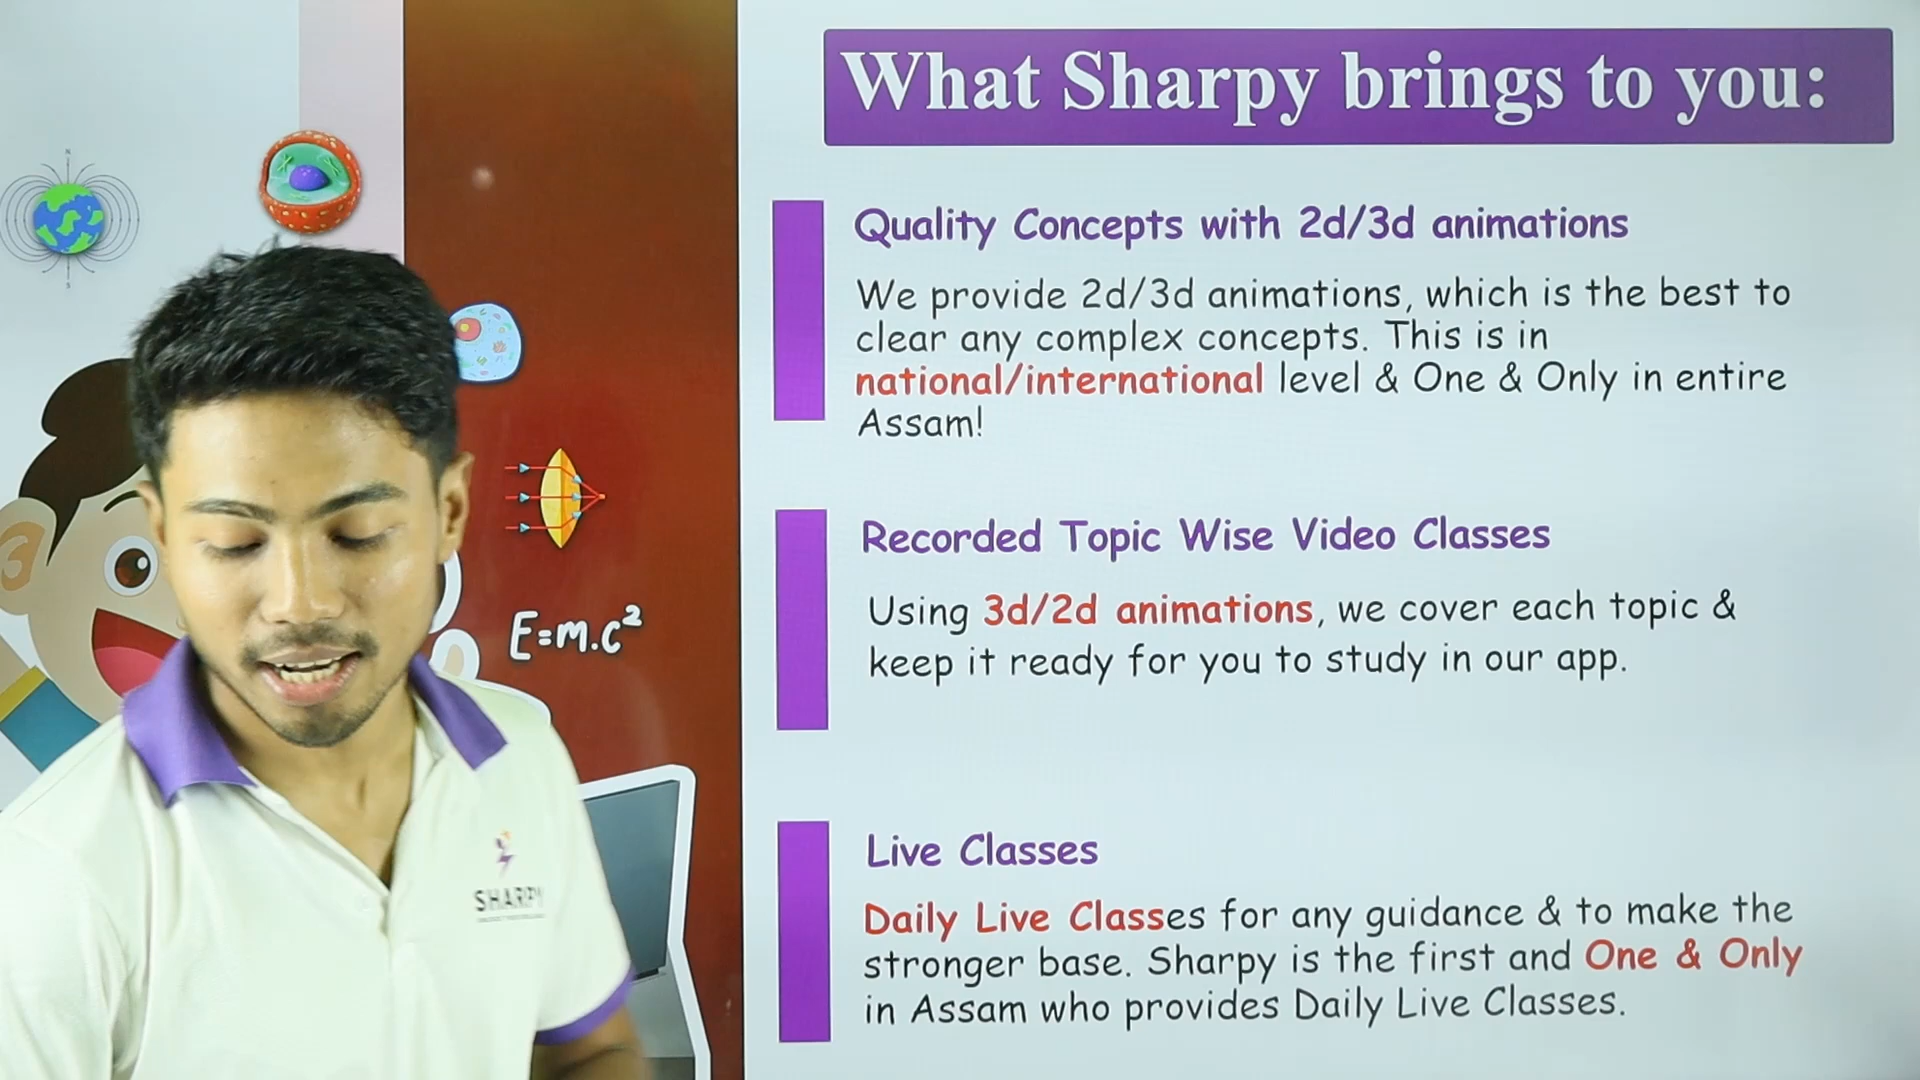 What Sharpy brings to you:
Quality Concepts with 2d/3d animations
We provide 2d/3d animations, which is the best to
clear any complex concepts. This is in
national/international level & One & Only in entire
Assam!
Recorded Topic Wise Video Classes
Using 3d/2d animations, we cover each topic &
keep it ready for you to study in our app.
Live Classes
Daily Live Classes for any guidance & to make the
stronger base. Sharpy is the first and One & Only
in Assam who provides Daily Live Classes.
E=m.c²
SHARPY